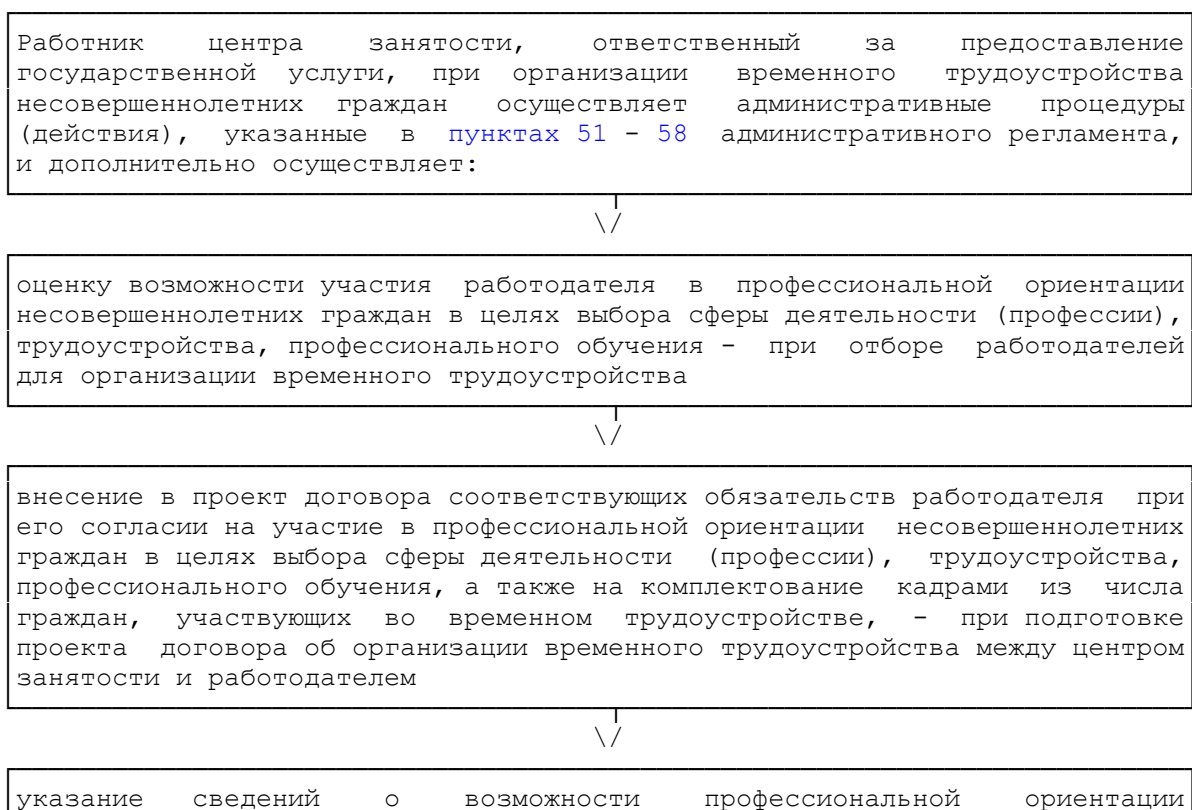 Работник центра занятости, ответственный за предоставление
государственной услуги, при организации временного трудоустройства
несовершеннолетних граждан осуществляет административные процедуры
(действия), указанные в пунктах 51 - 58 административного регламента,
и дополнительно осуществляет:
\/
оценку возможности участия работодателя в профессиональной ориентации
несовершеннолетних граждан в целях выбора сферы деятельности (профессии),
трудоустройства, профессионального обучения - при отборе работодателей
для организации временного трудоустройства
\/
внесение в проект договора соответствующих обязательств работодателя при
его согласии на участие в профессиональной ориентации несовершеннолетних
граждан в целях выбора сферы деятельности (профессии), трудоустройства,
профессионального обучения, а также на комплектование кадрами из числа
граждан, участвующих во временном трудоустройстве, - при подготовке
проекта договора об организации временного трудоустройства между центром
занятости и работодателем
\/
указание сведений о возможности профессиональной ориентации